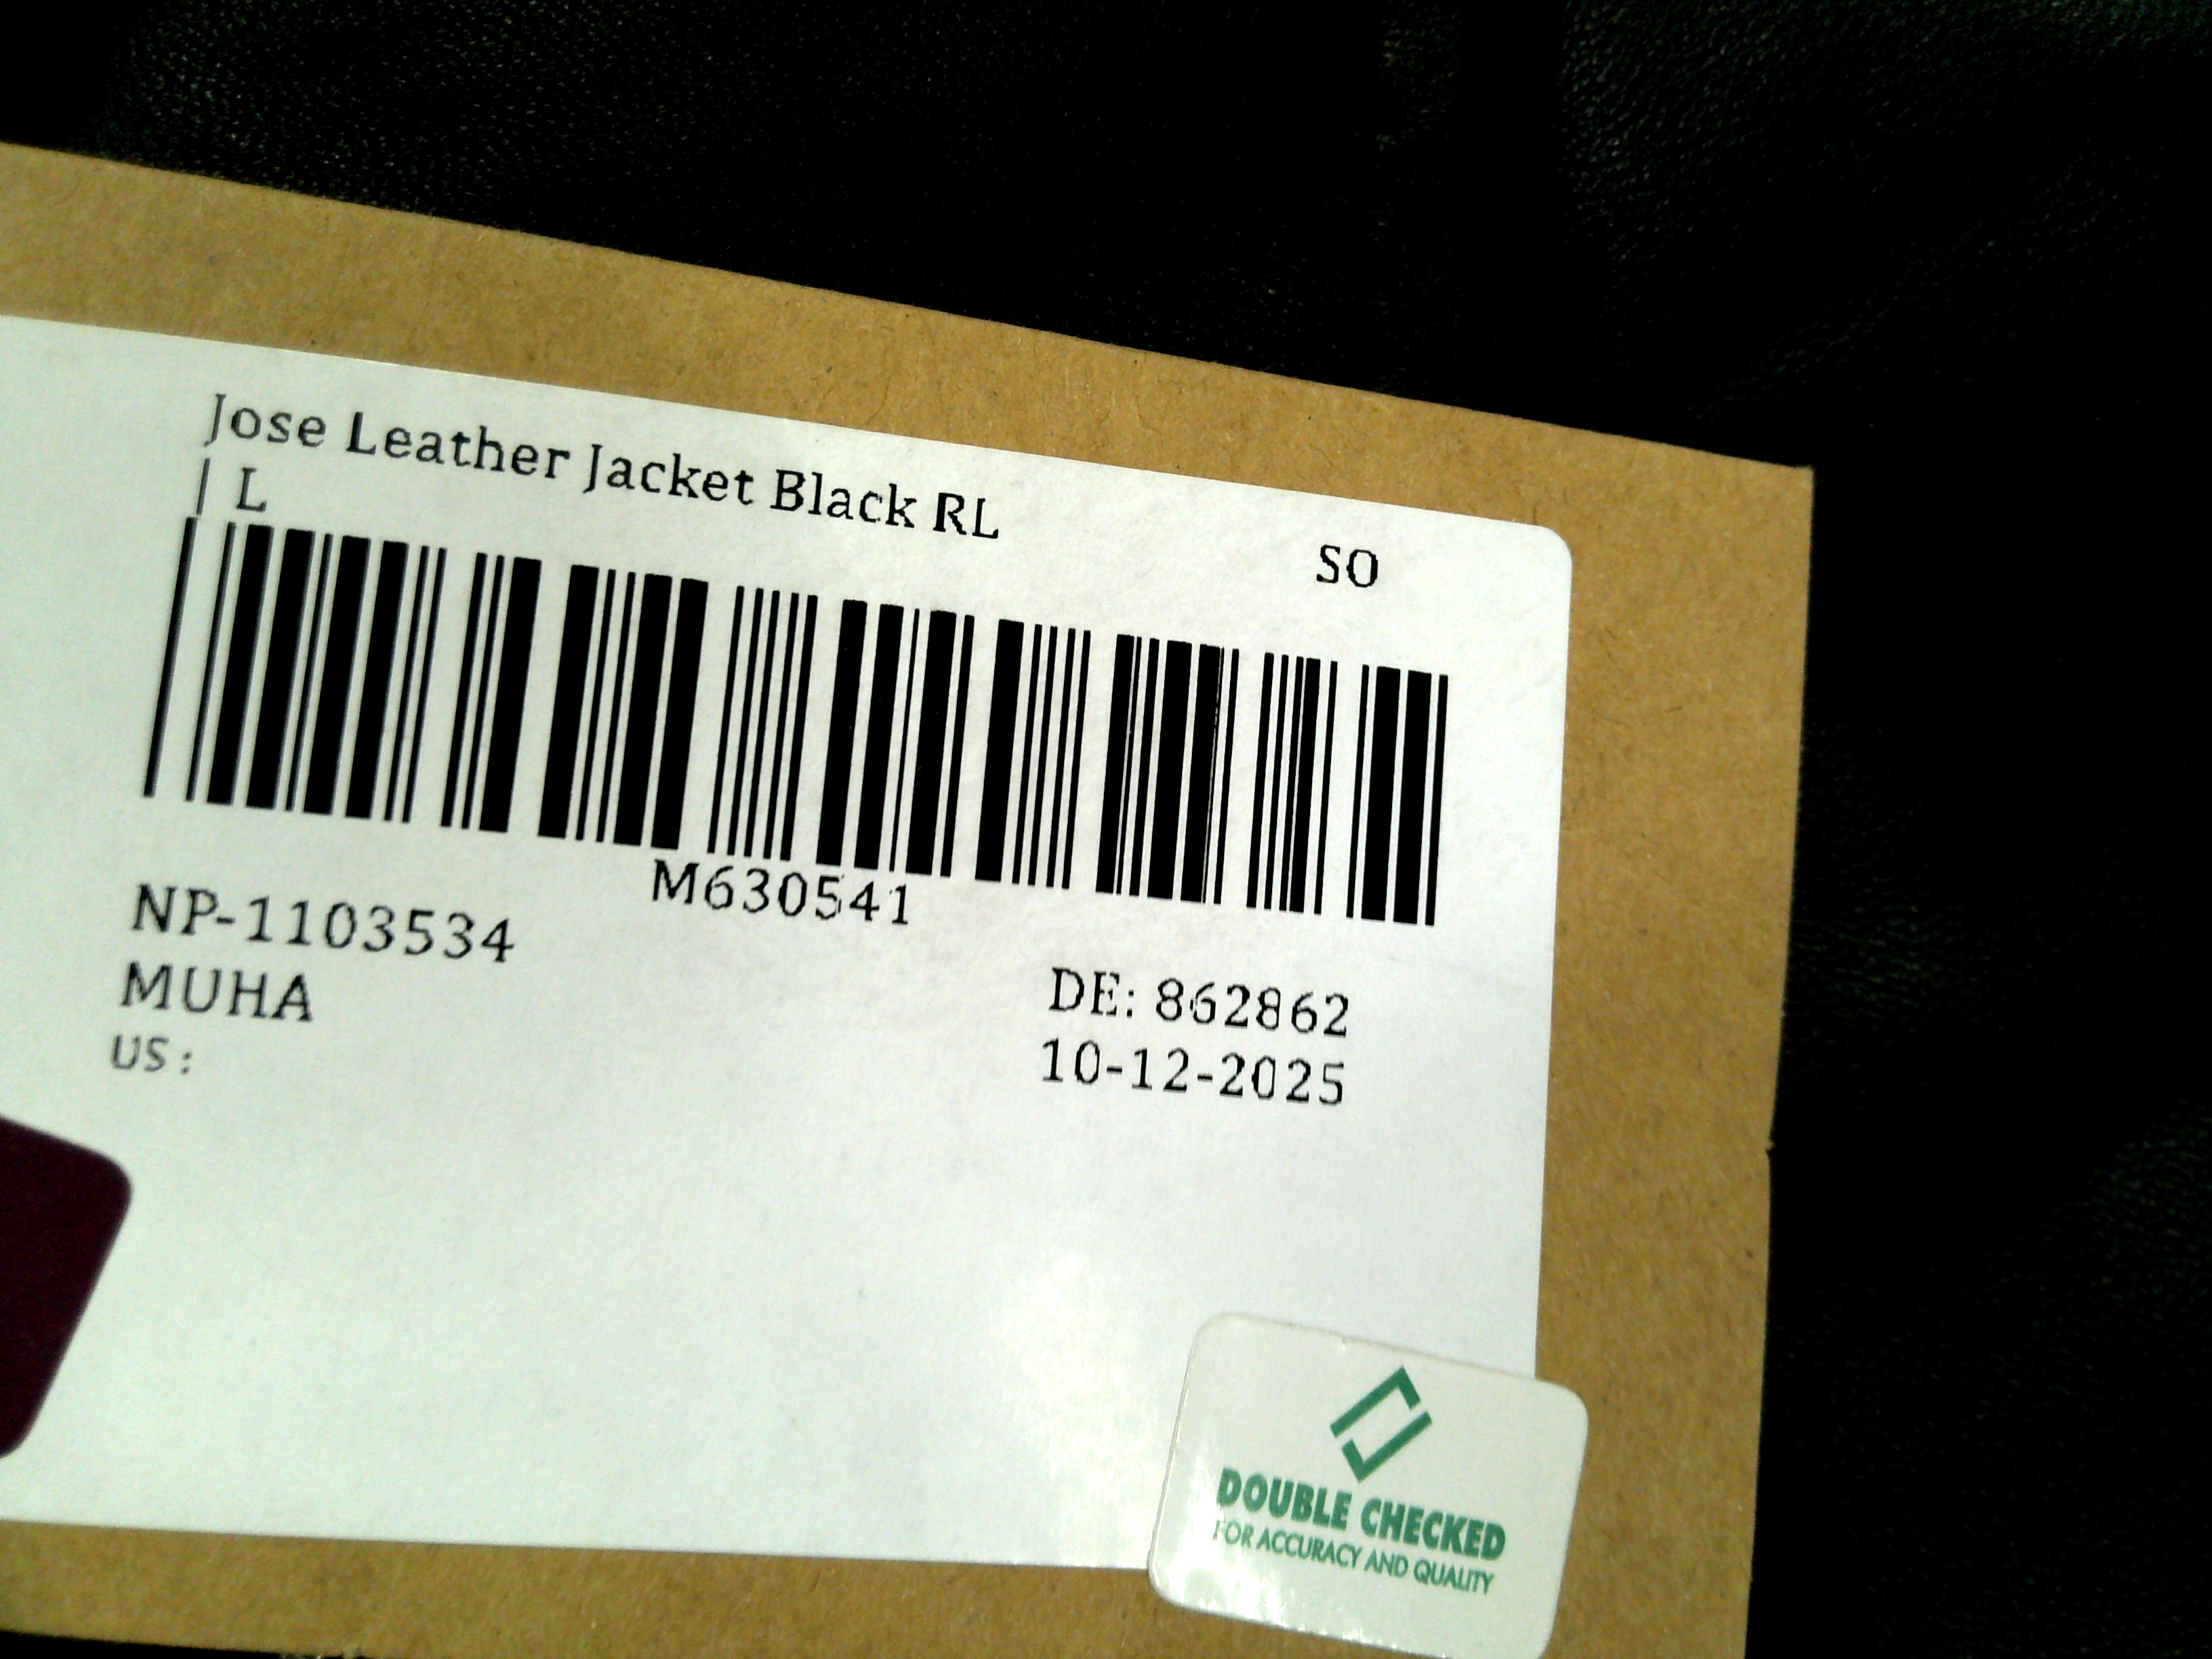 Jose Leather Jacket Black RL
| L
SO
M630541
NP-1103534
MUHA
US :
DE: 862862
10-12-2025
DOUBLE CHECKED
FOR ACCURACY AND QUALITY